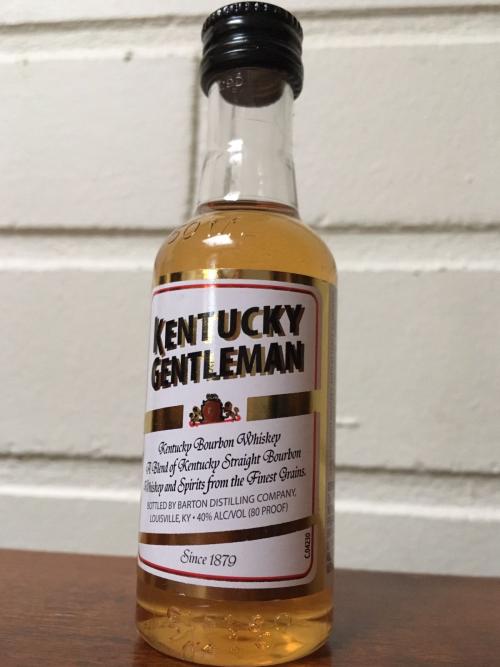 KENTUCKY
GENTLEMAN
Kentucky Bourbon Whiskey
A Blend of Kentucky Straight Bourbon
Whiskey and Spirits from the Finest Grains.
BOTTLED BY BARTON DISTILLING COMPANY,
LOUISVILLE, KY • 40% ALC/VOL (80 PROOF)
Since 1879
C.04230